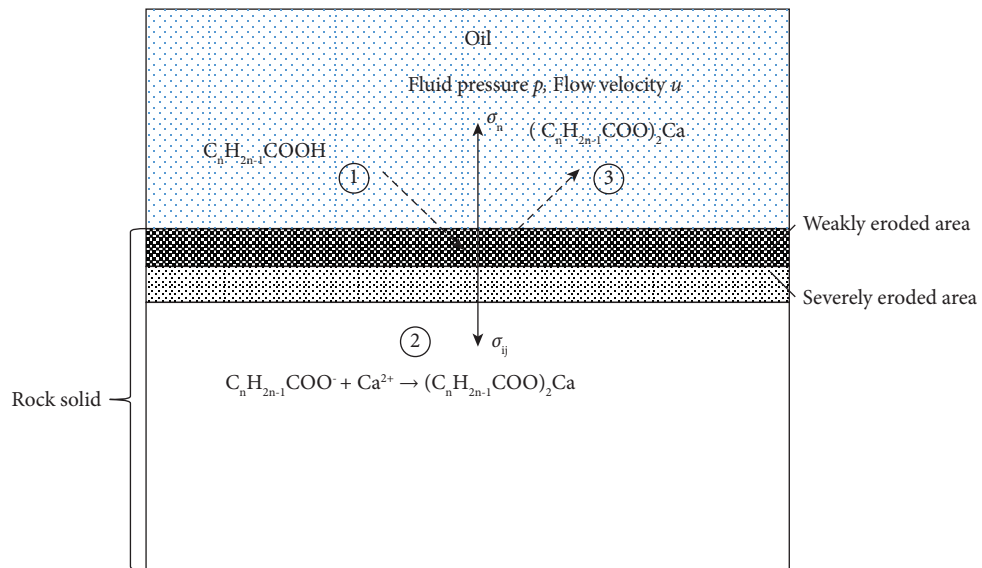 Oil
Fluid pressure p, Flow velocity u
σₙ
(CₙH₂ₙ₋₁COO)₂Ca
CₙH₂ₙ₋₁COOH
1
3
Weakly eroded area
Severely eroded area
2
σᵢⱼ
CₙH₂ₙ₋₁COO⁻ + Ca²⁺ → (CₙH₂ₙ₋₁COO)₂Ca
Rock solid